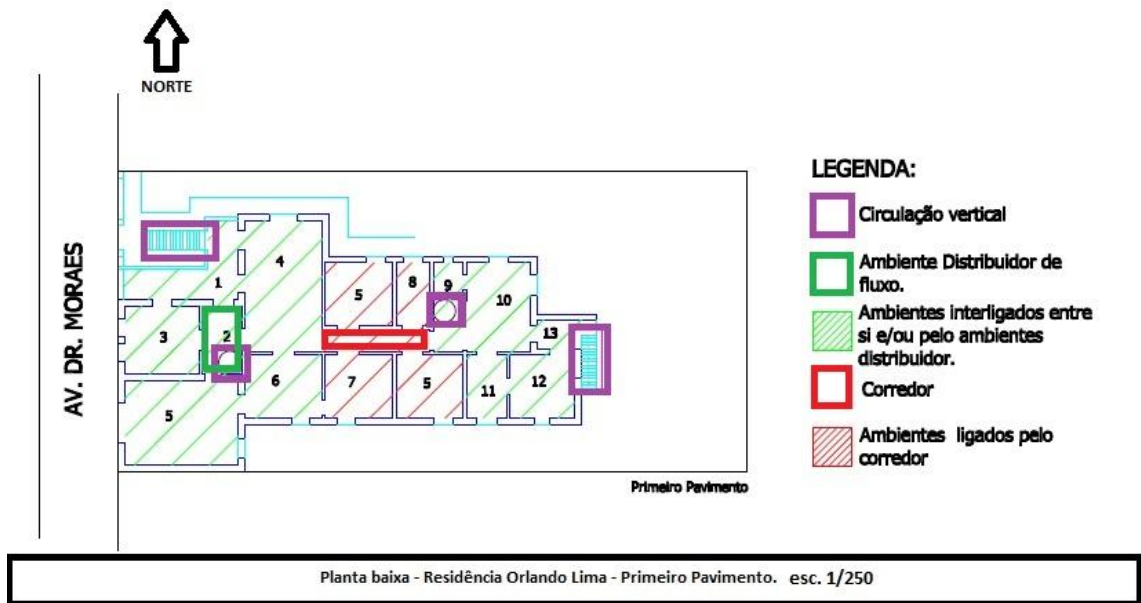 NORTE
AV. DR. MORAES
1
2
3
4
5
6
5
8
7
5
9
10
11
12
13
Primeiro Pavimento
LEGENDA:
Circulação vertical
Ambiente Distribuidor de
fluxo.
Ambientes interligados entre
si e/ou pelo ambientes
distribuidor.
Corredor
Ambientes ligados pelo
corredor
Planta baixa - Residência Orlando Lima - Primeiro Pavimento. esc. 1/250